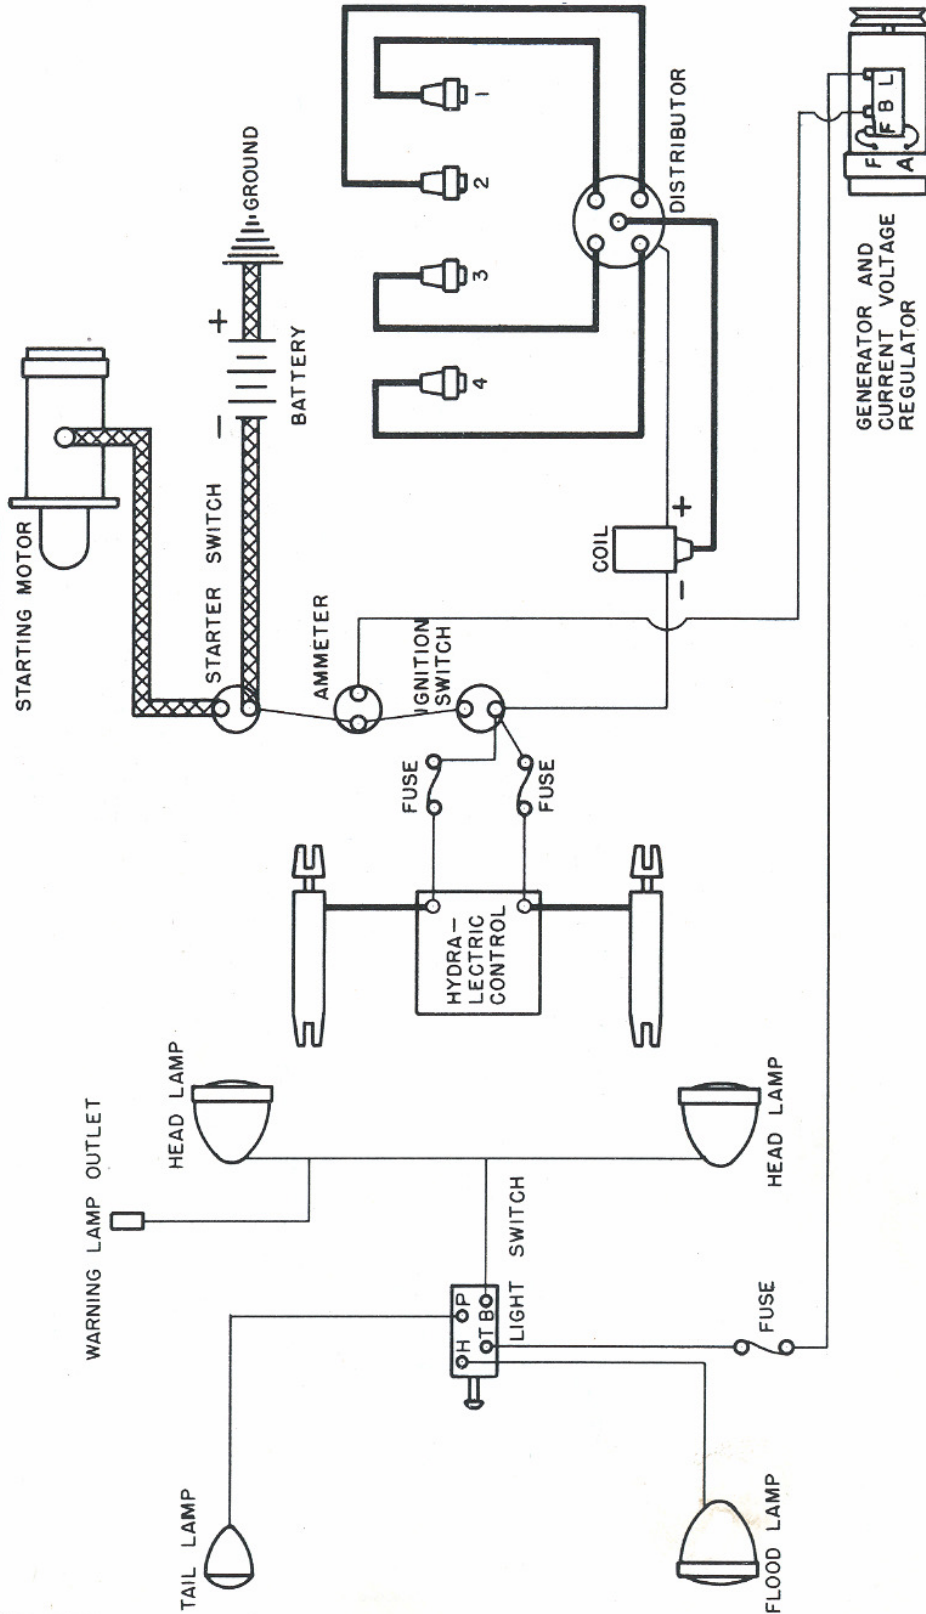 STARTING MOTOR
STARTER SWITCH
- +
BATTERY
GROUND
AMMETER
IGNITION
SWITCH
COIL
- +
4 3 2 1
DISTRIBUTOR
GENERATOR AND
CURRENT VOLTAGE
REGULATOR
F B L
F
A
FUSE
FUSE
HYDRA-
LECTRIC
CONTROL
WARNING LAMP OUTLET
HEAD LAMP
HEAD LAMP
TAIL LAMP
H P
T B
LIGHT SWITCH
FUSE
FLOOD LAMP